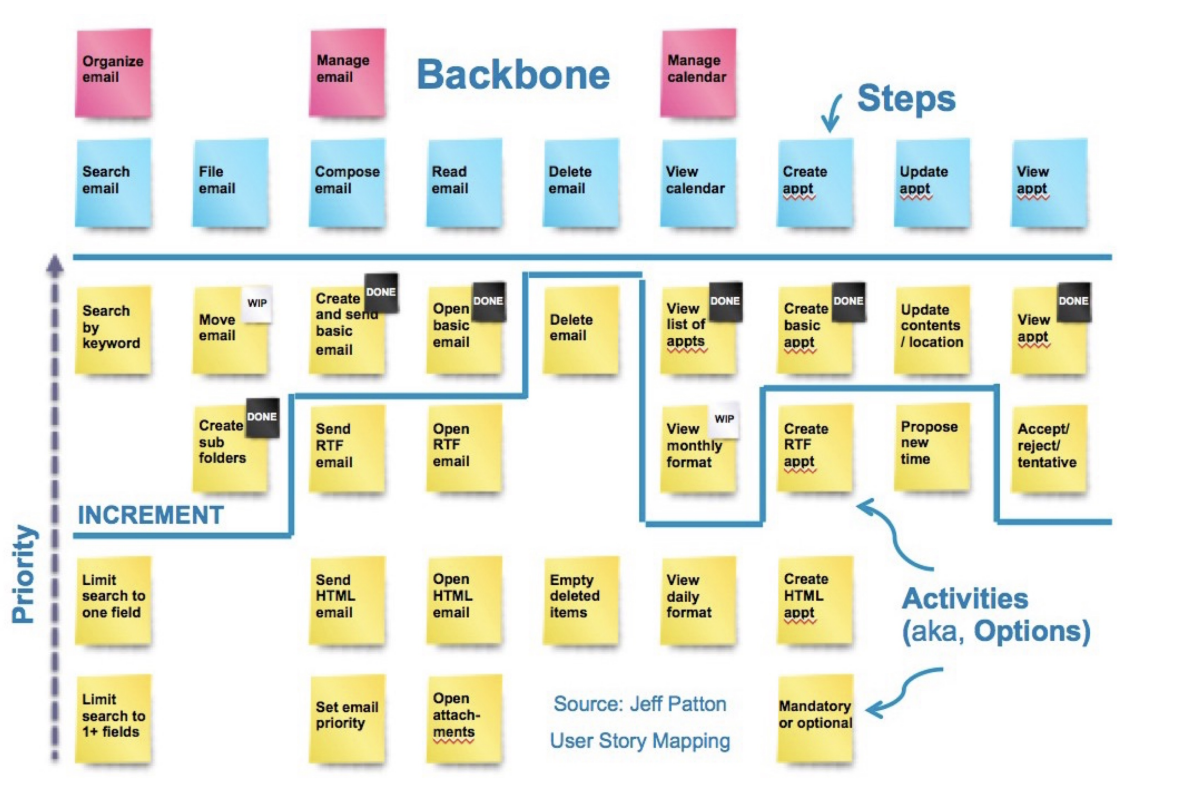 Organize
email
Manage
email
Backbone
Manage
calendar
Steps
Search
email
File
email
Compose
email
Read
email
Delete
email
View
calendar
Create
appt
Update
appt
View
appt
Search
by
keyword
WIP
Move
email
DONE
Create
and send
basic
email
DONE
Open
basic
email
Delete
email
DONE
View
list of
appts
DONE
Create
basic
appt
Update
contents
/ location
DONE
View
appt
DONE
Create
sub
folders
Send
RTF
email
Open
RTF
email
WIP
View
monthly
format
Create
RTF
appt
Propose
new
time
Accept/
reject/
tentative
INCREMENT
Priority
Limit
search to
one field
Send
HTML
email
Open
HTML
email
Empty
deleted
items
View
daily
format
Create
HTML
appt
Activities
(aka, Options)
Limit
search to
1+ fields
Set email
priority
Open
attach-
ments
Source: Jeff Patton
User Story Mapping
Mandatory
or optional